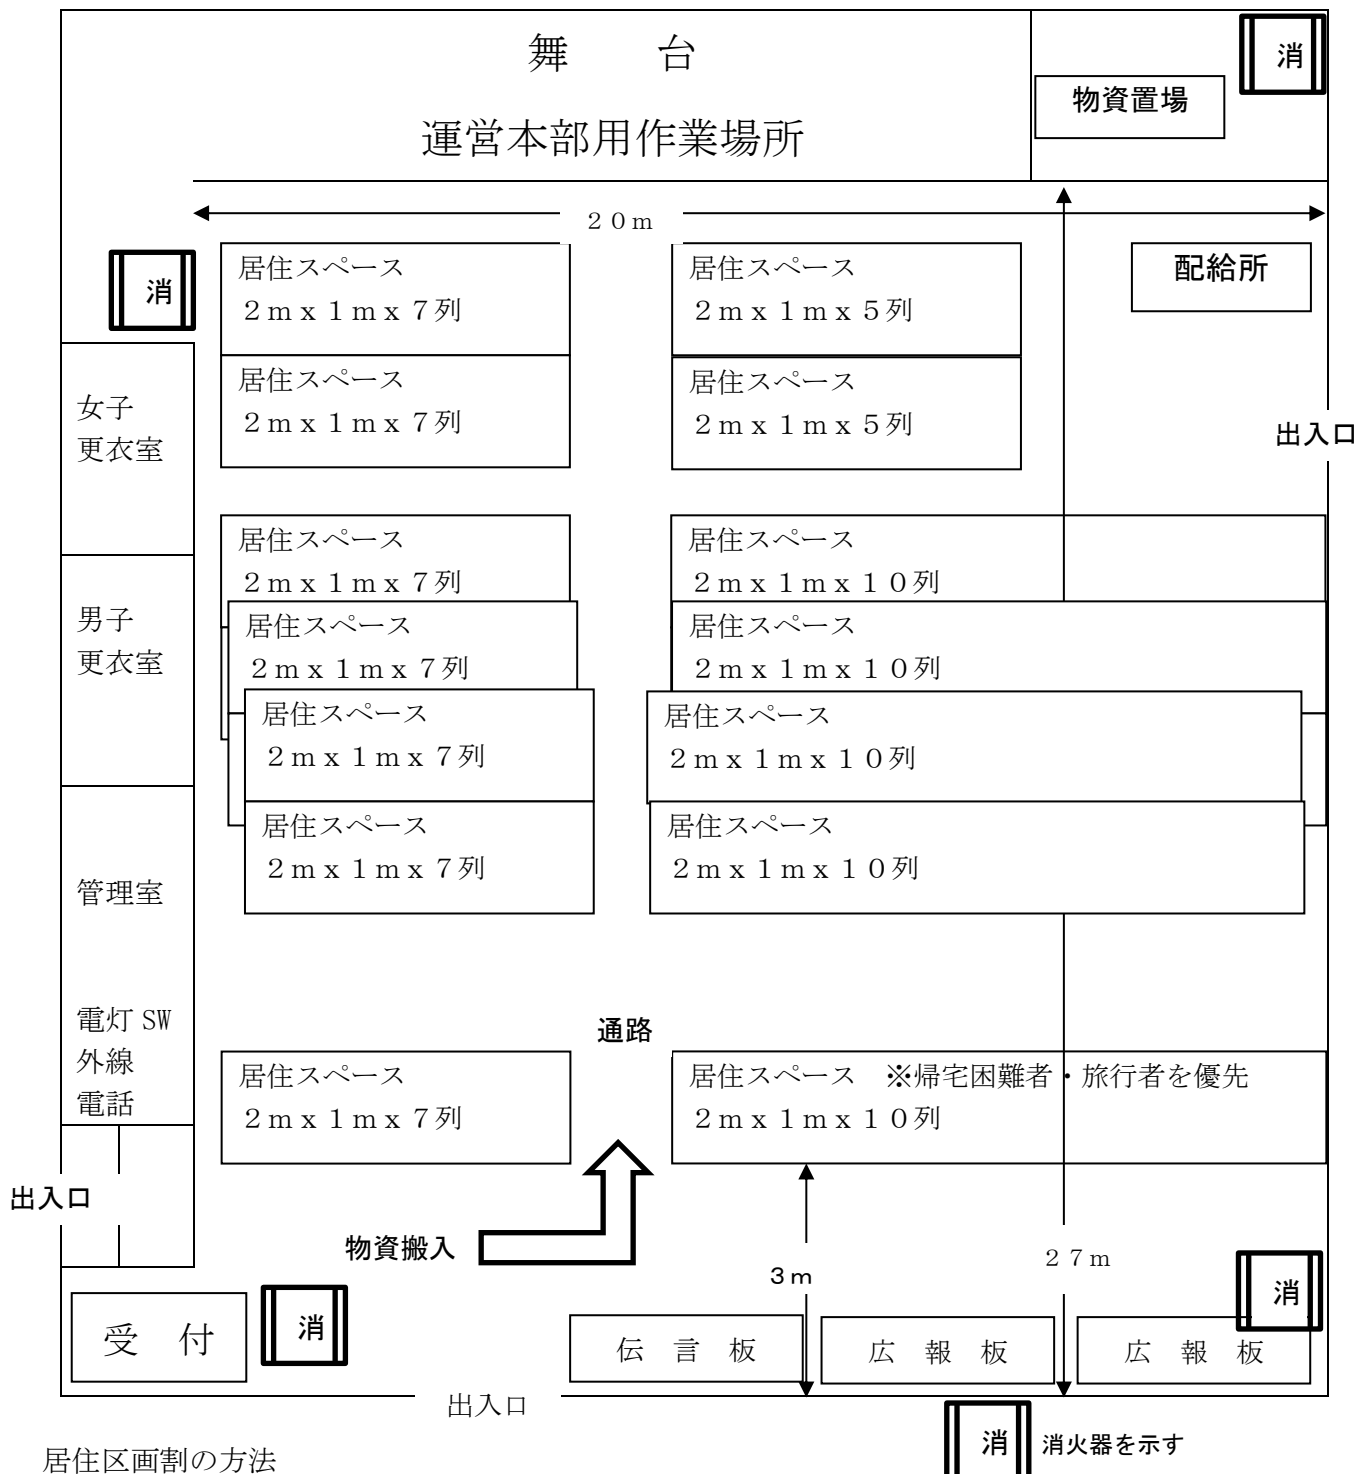 舞　台
消
物資置場
運営本部用作業場所
２０ｍ
居住スペース
２ｍｘ１ｍｘ７列
居住スペース
２ｍｘ１ｍｘ５列
配給所
消
居住スペース
２ｍｘ１ｍｘ７列
居住スペース
２ｍｘ１ｍｘ５列
女子
更衣室
出入口
居住スペース
２ｍｘ１ｍｘ７列
居住スペース
２ｍｘ１ｍｘ１０列
男子
更衣室
居住スペース
２ｍｘ１ｍｘ７列
居住スペース
２ｍｘ１ｍｘ１０列
居住スペース
２ｍｘ１ｍｘ７列
居住スペース
２ｍｘ１ｍｘ１０列
居住スペース
２ｍｘ１ｍｘ７列
居住スペース
２ｍｘ１ｍｘ１０列
管理室
電灯 SW
外線
電話
通路
居住スペース
２ｍｘ１ｍｘ７列
居住スペース　※帰宅困難者・旅行者を優先
２ｍｘ１ｍｘ１０列
出入口
物資搬入
３ｍ
２７ｍ
消
受　付
消
伝　言　板
広　報　板
広　報　板
出入口
消
消火器を示す
居住区画割の方法